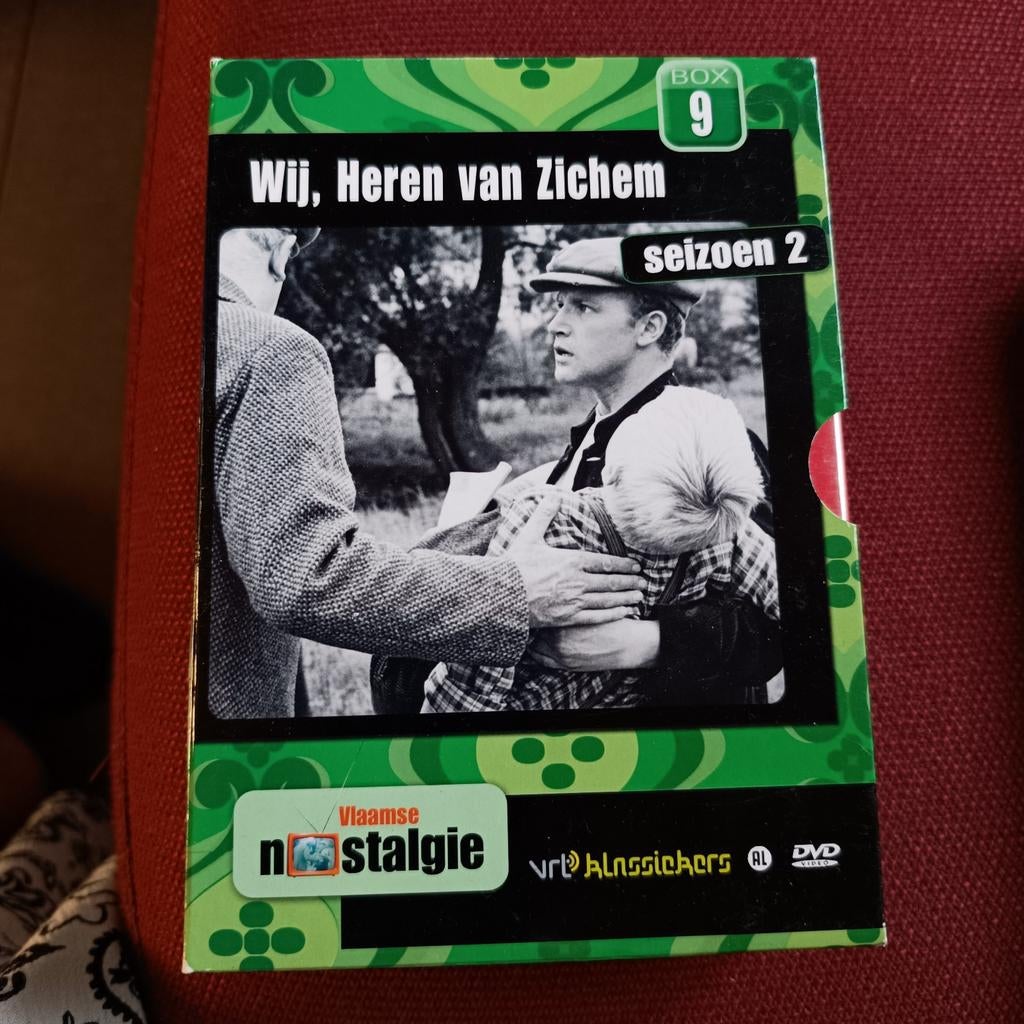 BOX
9
Wij, Heren van Zichem
seizoen 2
Vlaamse
nostalgie
vrt klassiekers AL DVD
VIDEO